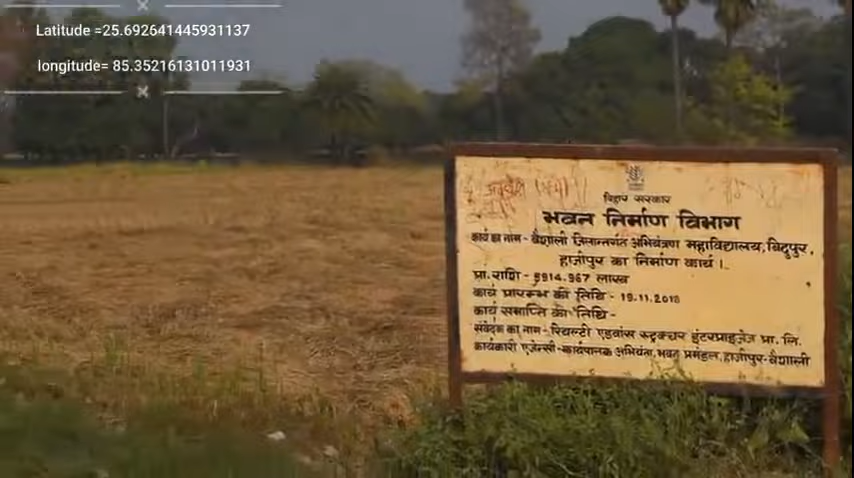 Latitude =25.692641445931137
longitude= 85.35216131011931
बिहार सरकार
भवन निर्माण विभाग
कार्य का नाम - वैशाली जिलान्तर्गत अभियंत्रण महाविद्यालय, बिदुपुर,
हाजीपुर का निर्माण कार्य।
प्रा. राशि - 6914.967 लाख
कार्य प्रारम्भ की तिथि - 19.11.2018
कार्य समाप्ति की तिथि -
संवेदक का नाम - रियल्टी एडवांस स्ट्रक्चर इंटरप्राइजेज प्रा. लि.
कार्यकारी एजेन्सी - कार्यपालक अभियंता, भवन प्रमंडल, हाजीपुर - वैशाली